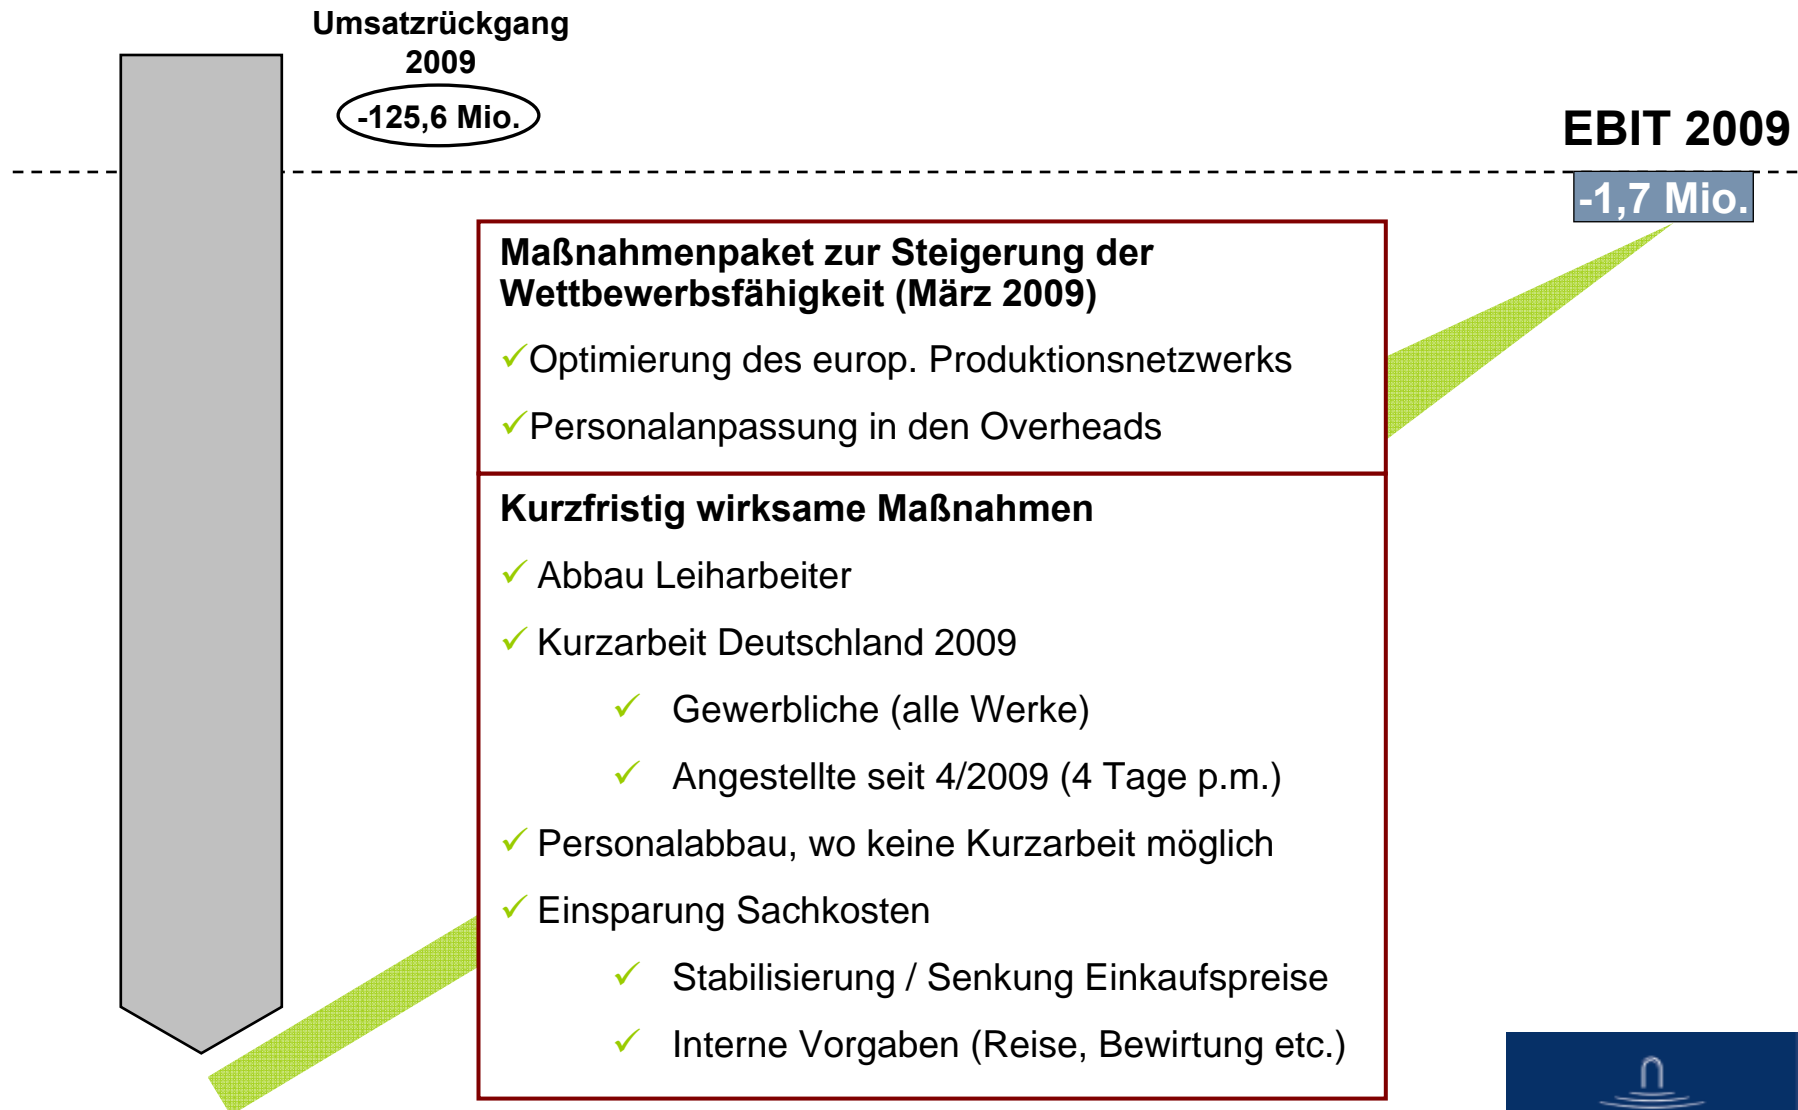 Umsatzrückgang
2009
-125,6 Mio.
EBIT 2009
-1,7 Mio.
Maßnahmenpaket zur Steigerung der
Wettbewerbsfähigkeit (März 2009)
✓Optimierung des europ. Produktionsnetzwerks
✓Personalanpassung in den Overheads
Kurzfristig wirksame Maßnahmen
✓ Abbau Leiharbeiter
✓ Kurzarbeit Deutschland 2009
✓ Gewerbliche (alle Werke)
✓ Angestellte seit 4/2009 (4 Tage p.m.)
✓ Personalabbau, wo keine Kurzarbeit möglich
✓ Einsparung Sachkosten
✓ Stabilisierung / Senkung Einkaufspreise
✓ Interne Vorgaben (Reise, Bewirtung etc.)